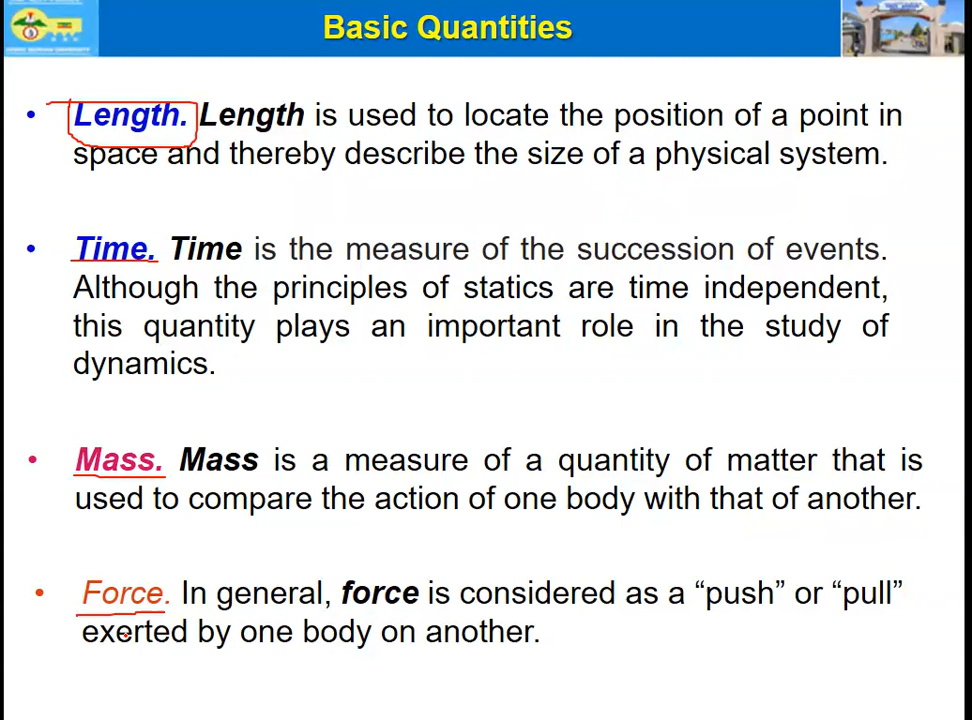 Basic Quantities
• Length. Length is used to locate the position of a point in
space and thereby describe the size of a physical system.
• Time. Time is the measure of the succession of events.
Although the principles of statics are time independent,
this quantity plays an important role in the study of
dynamics.
• Mass. Mass is a measure of a quantity of matter that is
used to compare the action of one body with that of another.
• Force. In general, force is considered as a “push” or “pull”
exerted by one body on another.